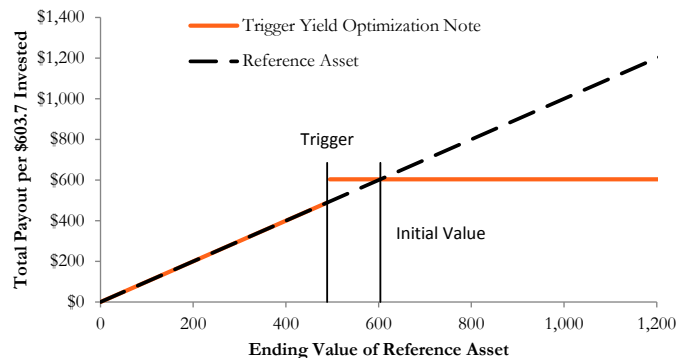 $1,400
$1,200
$1,000
$800
$600
$400
$200
$0
Total Payout per $603.7 Invested
Trigger Yield Optimization Note
Reference Asset
Trigger
Initial Value
0
200
400
600
800
1,000
1,200
Ending Value of Reference Asset